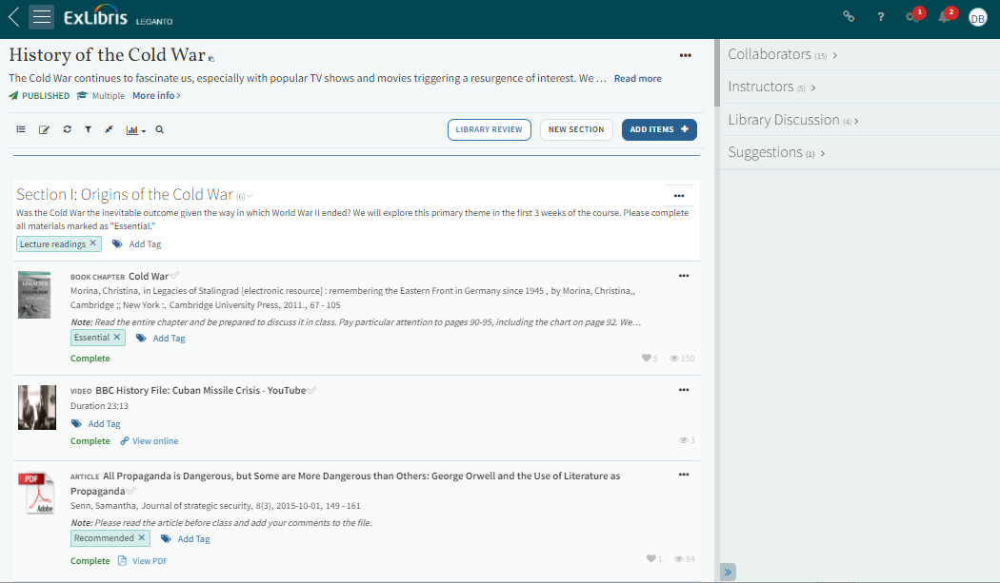 ExLibris LEGANTO
1
2
DB
History of the Cold War
The Cold War continues to fascinate us, especially with popular TV shows and movies triggering a resurgence of interest. We … Read more
PUBLISHED Multiple More info >
LIBRARY REVIEW NEW SECTION ADD ITEMS +
Section I: Origins of the Cold War (6)
Was the Cold War the inevitable outcome given the way in which World War II ended? We will explore this primary theme in the first 3 weeks of the course. Please complete
all materials marked as "Essential."
Lecture readings × Add Tag
LEGACIES
STALINGRAD
BOOK CHAPTER Cold War
Morina, Christina, in Legacies of Stalingrad [electronic resource] : remembering the Eastern Front in Germany since 1945 , by Morina, Christina,,
Cambridge ;; New York :, Cambridge University Press, 2011., 67 - 105
Note: Read the entire chapter and be prepared to discuss it in class. Pay particular attention to pages 90-95, including the chart on page 92. We…
Essential × Add Tag
Complete
5 150
VIDEO BBC History File: Cuban Missile Crisis - YouTube
Duration 23:13
Add Tag
Complete View online
3
PDF
Adobe
ARTICLE All Propaganda is Dangerous, but Some are More Dangerous than Others: George Orwell and the Use of Literature as
Propaganda
Senn, Samantha, Journal of strategic security, 8(3), 2015-10-01, 149 - 161
Note: Please read the article before class and add your comments to the file.
Recommended × Add Tag
Complete View PDF
1 84
Collaborators (15) >
Instructors (5) >
Library Discussion (4) >
Suggestions (1) >